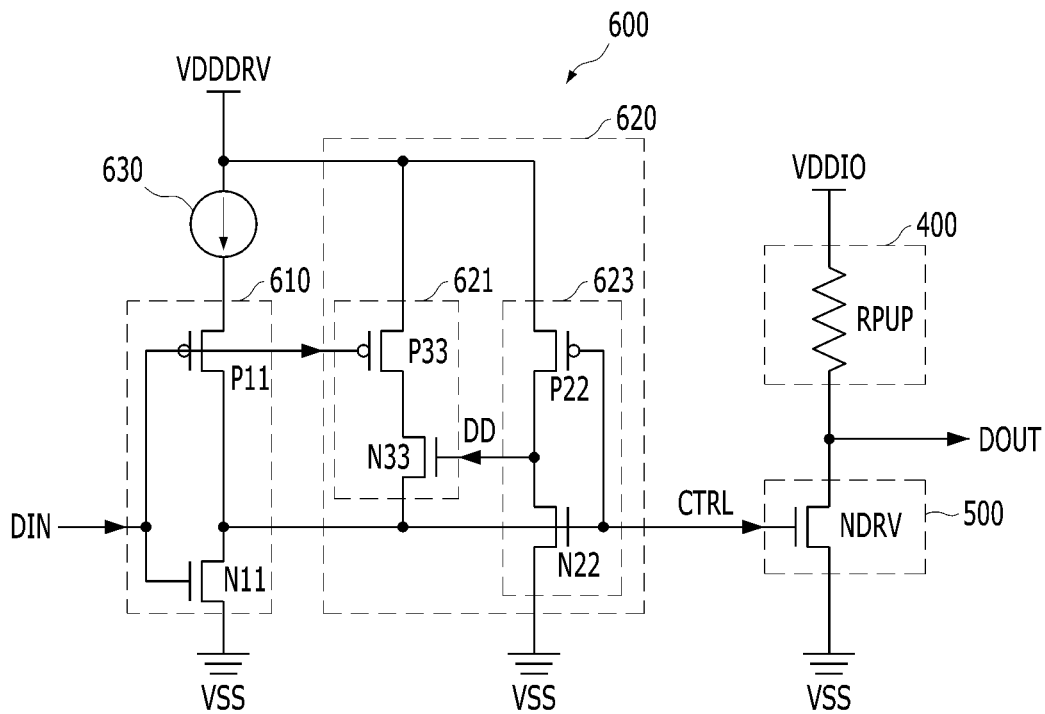 600
VDDDRV
620
630
VDDIO
400
610
621
623
RPUP
P33
P11
P22
DD
N33
DOUT
CTRL
DIN
500
NDRV
N11
N22
VSS
VSS
VSS